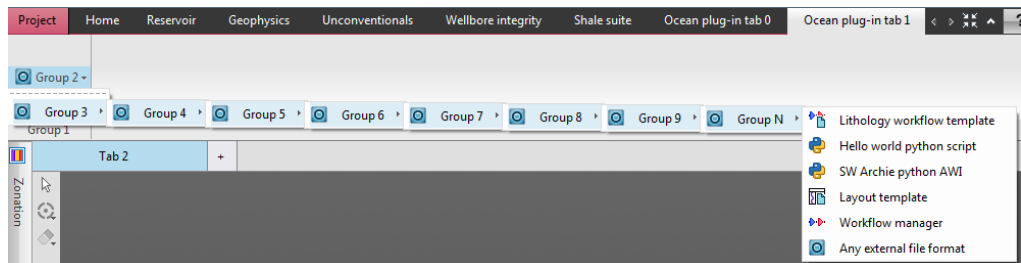 Project Home Reservoir Geophysics Unconventionals Wellbore integrity Shale suite Ocean plug-in tab 0 Ocean plug-in tab 1 ?
Group 2
Group 3 Group 4 Group 5 Group 6 Group 7 Group 8 Group 9 Group N
Group 1
Lithology workflow template
Hello world python script
SW Archie python AWI
Layout template
Workflow manager
Any external file format
Tab 2 +
Zonation